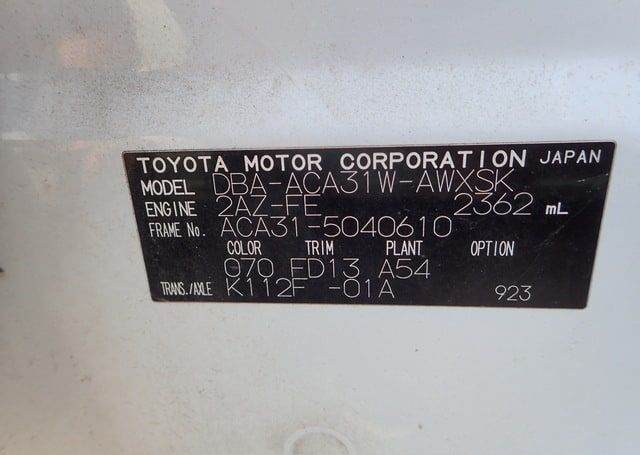 TOYOTA MOTOR CORPORATION JAPAN
MODEL DBA-ACA31W-AWXSK
ENGINE 2AZ-FE 2362 mL
FRAME No. ACA31-5040610
COLOR TRIM PLANT OPTION
070 FD13 A54
TRANS./AXLE K112F -01A 923